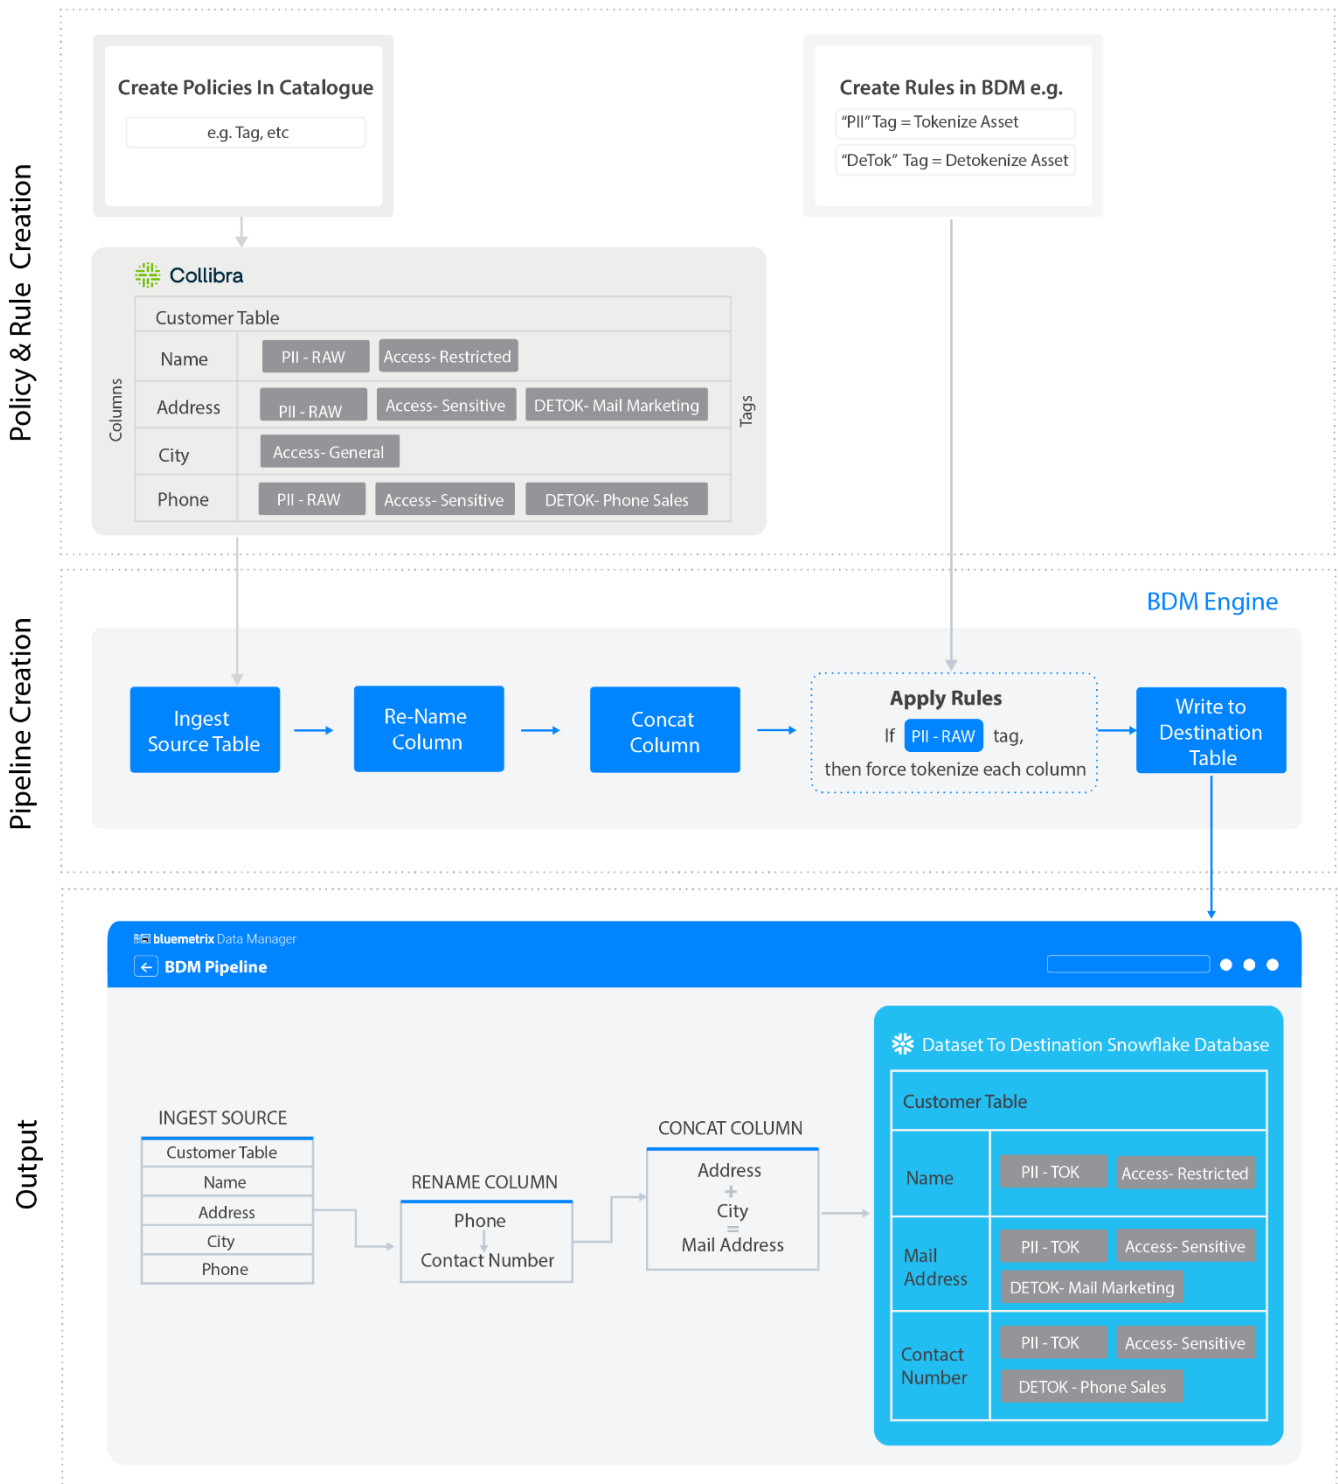 Policy & Rule Creation
Create Policies In Catalogue
e.g. Tag, etc
Create Rules in BDM e.g.
“PII” Tag = Tokenize Asset
“DeTok” Tag = Detokenize Asset
Collibra
Customer Table
Columns
Tags
Name
PII - RAW
Access- Restricted
Address
PII - RAW
Access- Sensitive
DETOK- Mail Marketing
City
Access- General
Phone
PII - RAW
Access- Sensitive
DETOK- Phone Sales
Pipeline Creation
BDM Engine
Ingest
Source Table
Re-Name
Column
Concat
Column
Apply Rules
If PII - RAW tag,
then force tokenize each column
Write to
Destination
Table
Output
bluemetrix Data Manager
BDM Pipeline
INGEST SOURCE
Customer Table
Name
Address
City
Phone
RENAME COLUMN
Phone
Contact Number
CONCAT COLUMN
Address
+
City
=
Mail Address
Dataset To Destination Snowflake Database
Customer Table
Name
PII - TOK
Access- Restricted
Mail
Address
PII - TOK
Access- Sensitive
DETOK- Mail Marketing
Contact
Number
PII - TOK
Access- Sensitive
DETOK - Phone Sales